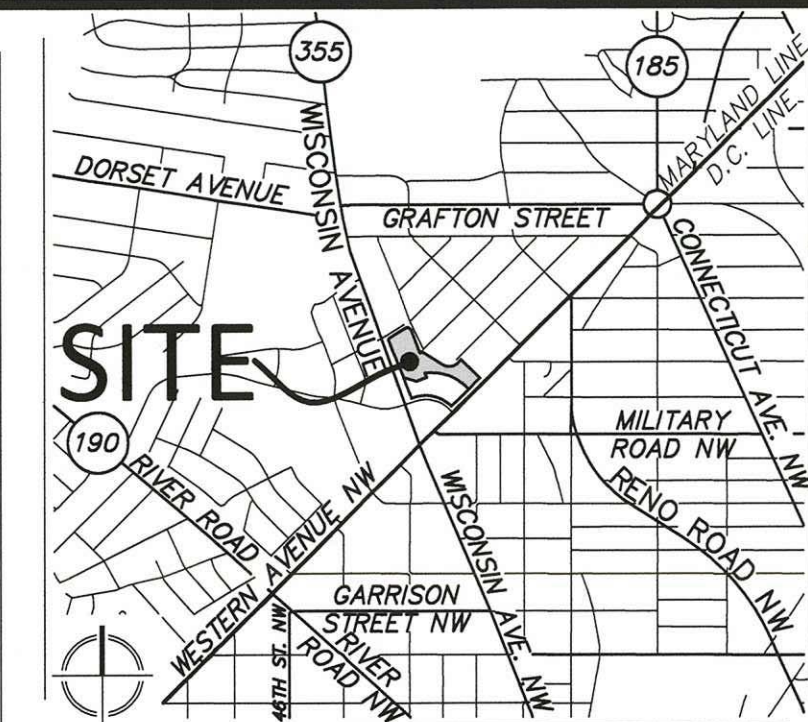 355
185
MARYLAND LINE
D.C. LINE
WISCONSIN AVENUE
DORSET AVENUE
GRAFTON STREET
CONNECTICUT AVE. NW
SITE
MILITARY
ROAD NW
190
RIVER ROAD
WESTERN AVENUE NW
WISCONSIN AVE. NW
RENO ROAD NW
GARRISON
STREET NW
46TH ST. NW
RIVER
ROAD NW